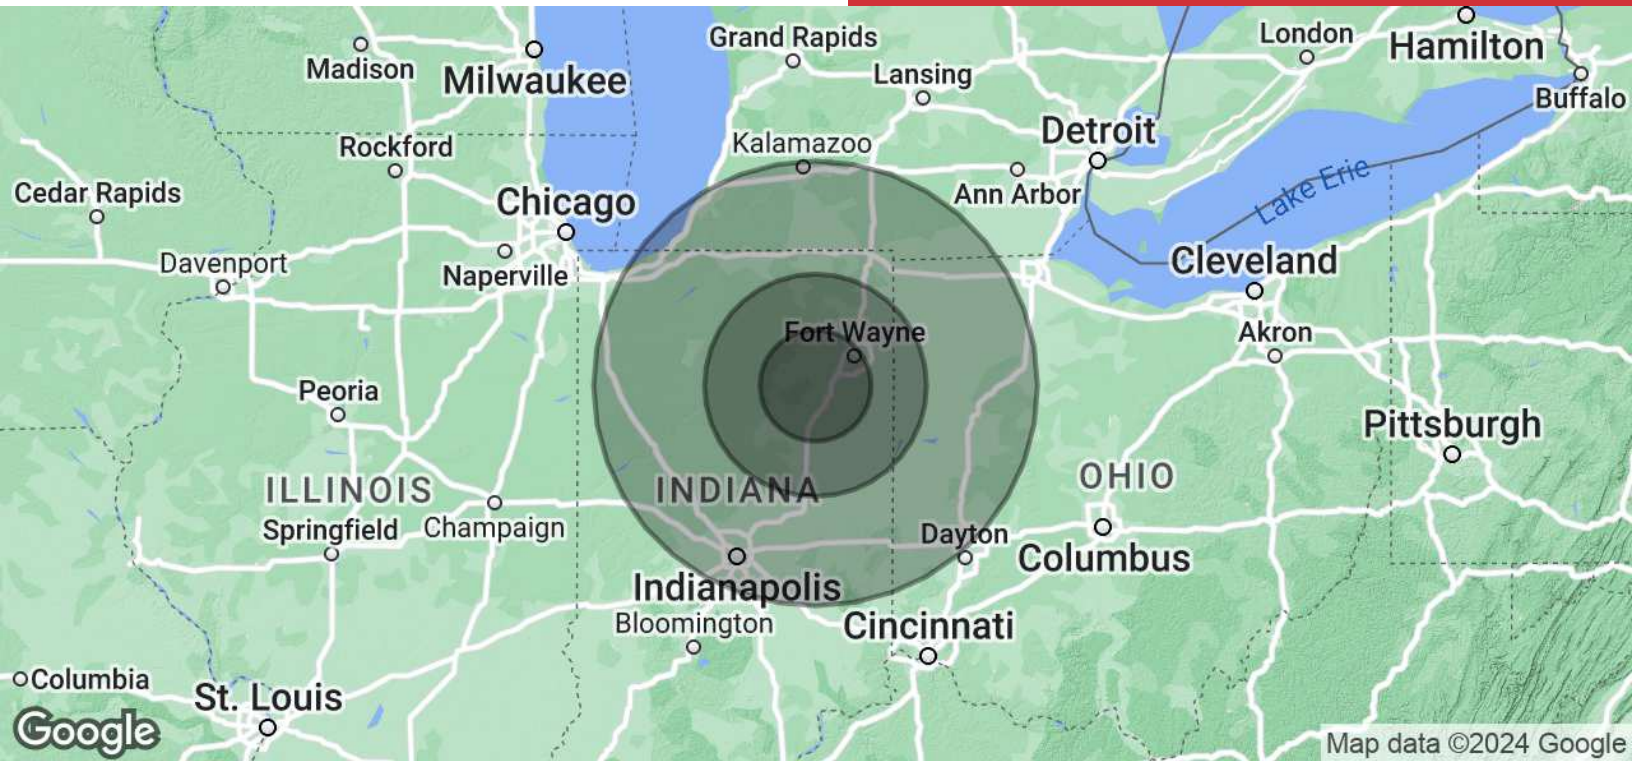 Grand Rapids
London
Hamilton
Madison
Milwaukee
Lansing
Buffalo
Rockford
Kalamazoo
Detroit
Cedar Rapids
Chicago
Ann Arbor
Lake Erie
Davenport
Naperville
Cleveland
Fort Wayne
Akron
Peoria
Pittsburgh
ILLINOIS
INDIANA
OHIO
Springfield
Champaign
Dayton
Columbus
Indianapolis
Bloomington
Cincinnati
Columbia
St. Louis
Google
Map data ©2024 Google